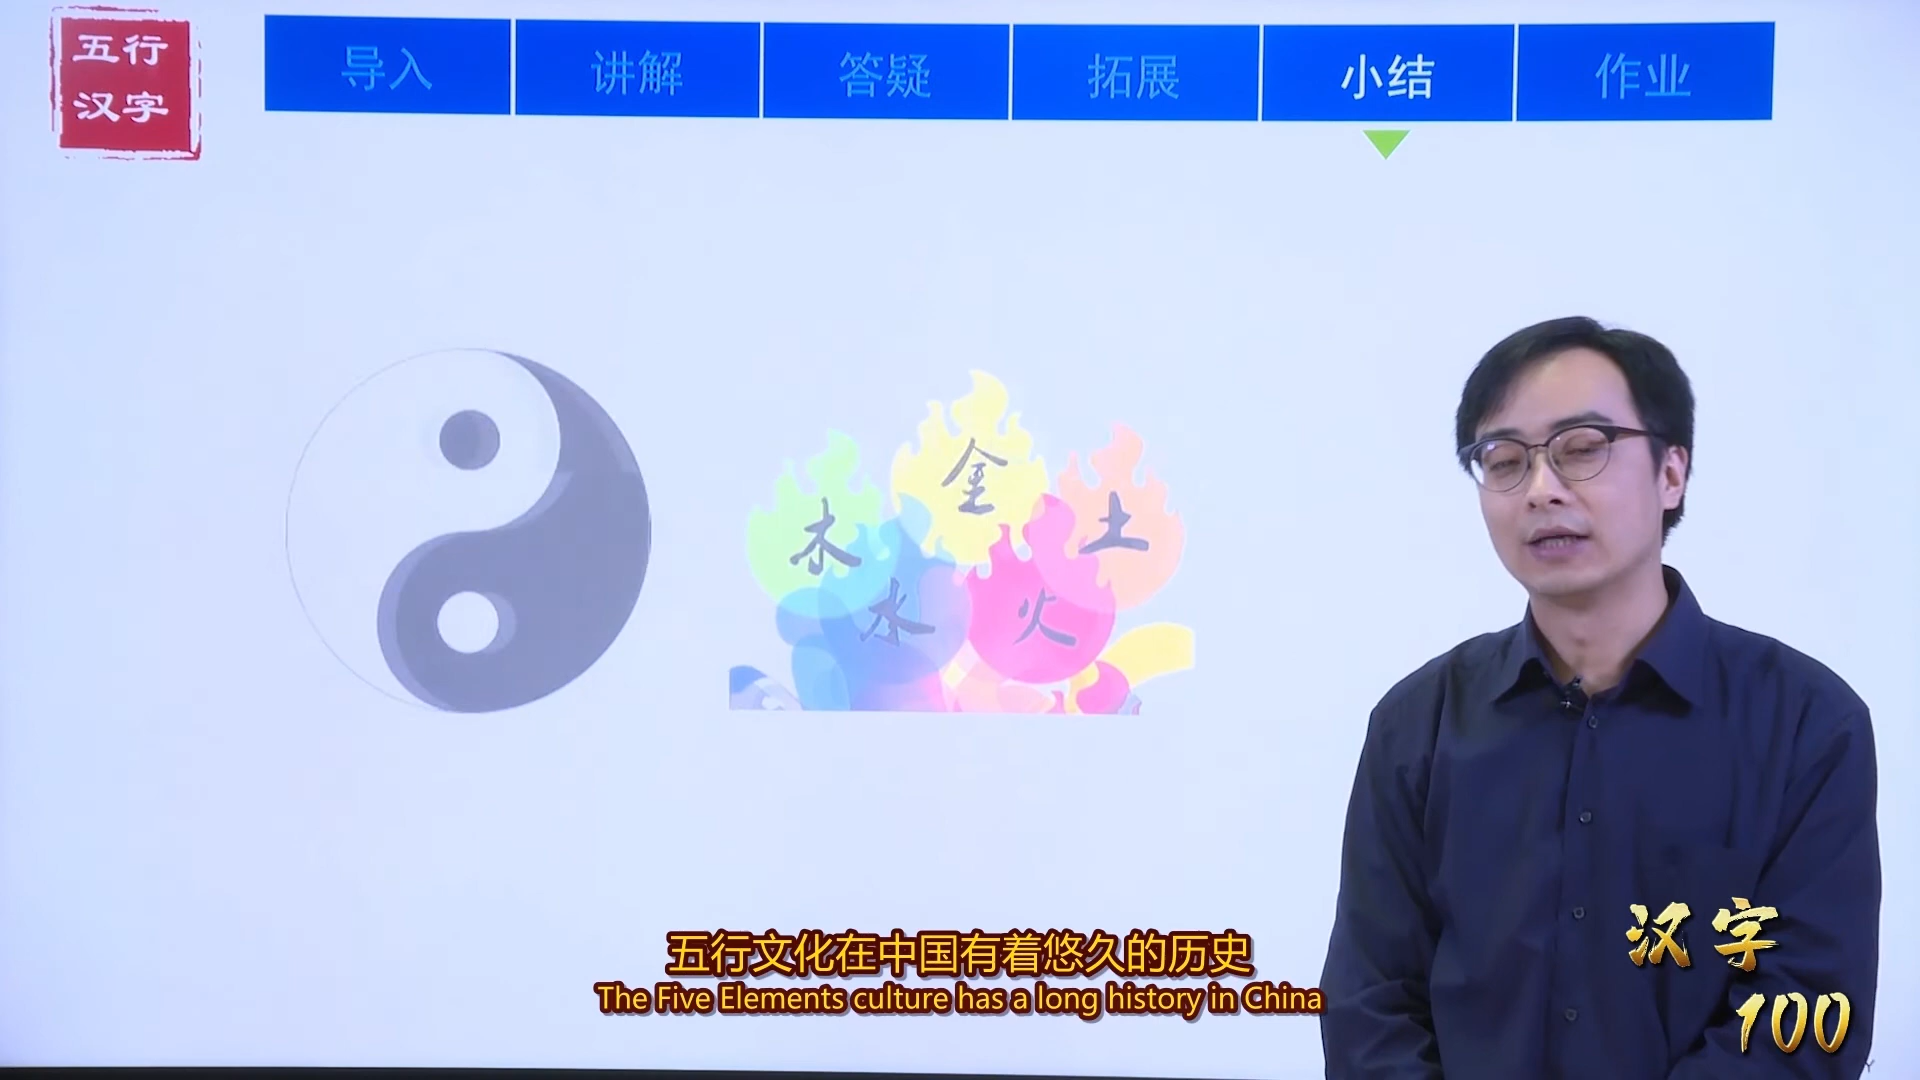 五行
汉字
导入
讲解
答疑
拓展
小结
作业
金
木
土
水
火
五行文化在中国有着悠久的历史
The Five Elements culture has a long history in China
汉字
100